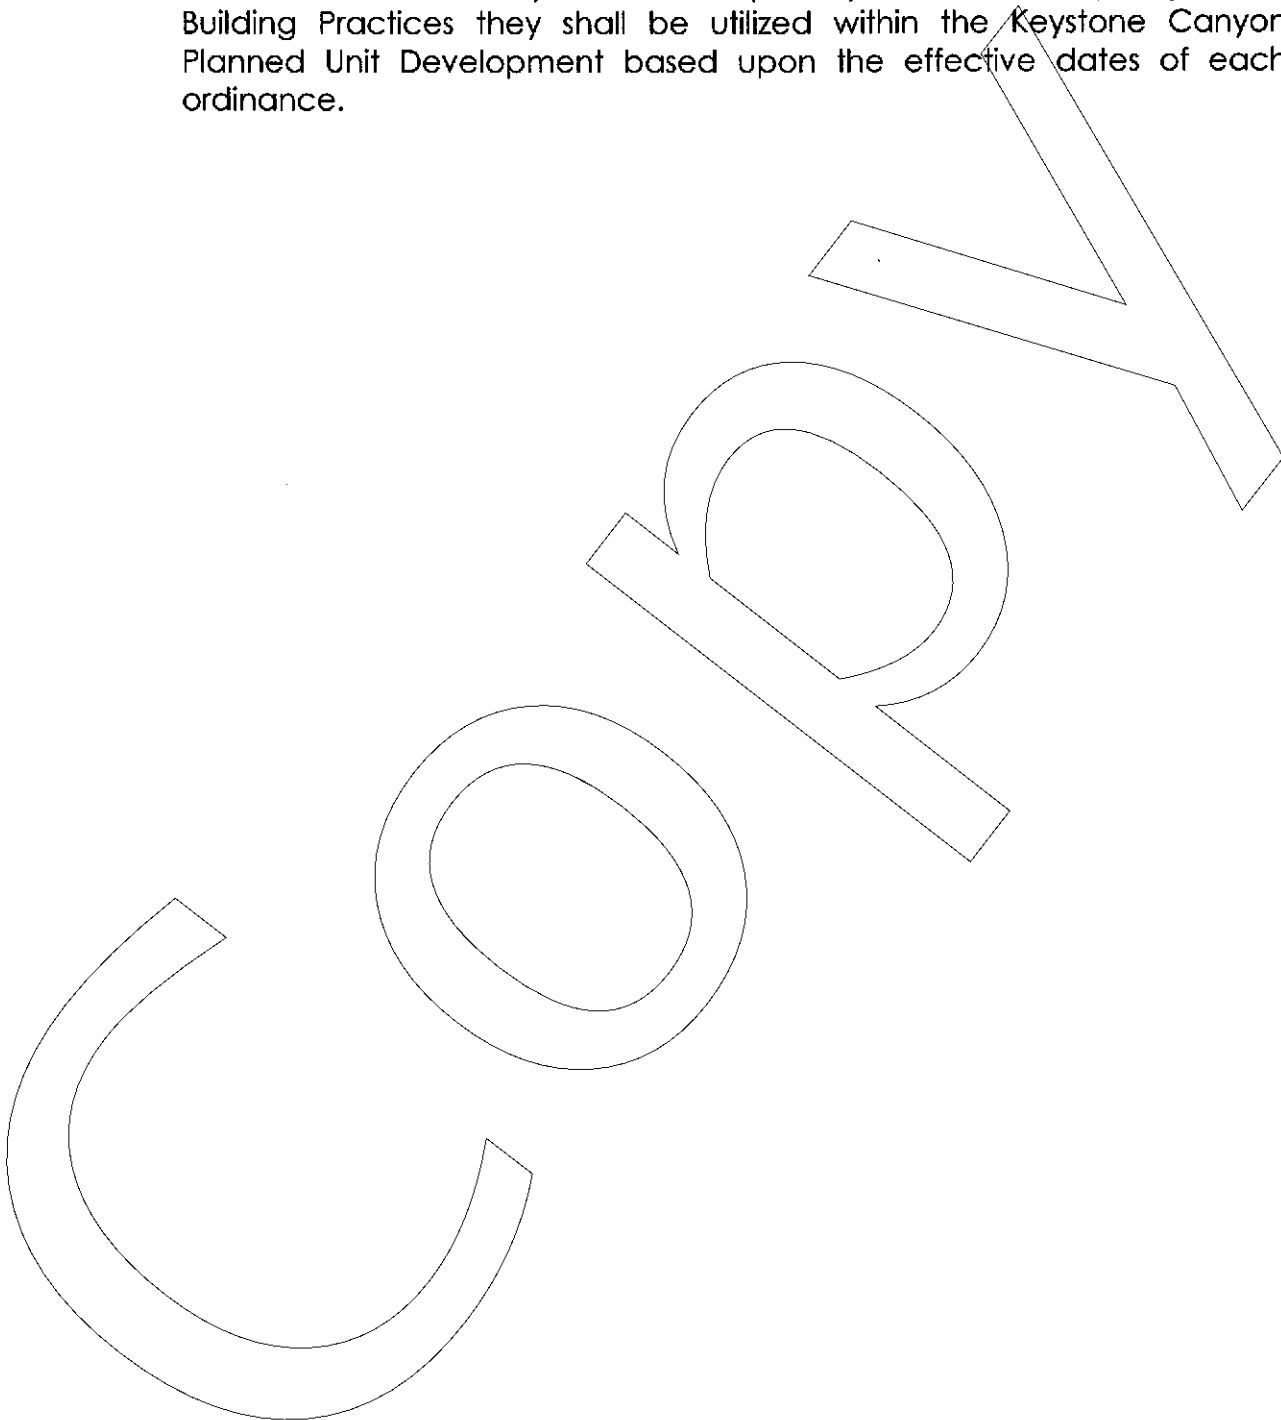 Building Practices they shall be utilized within the Keystone Canyon
Planned Unit Development based upon the effective dates of each
ordinance.
Copy